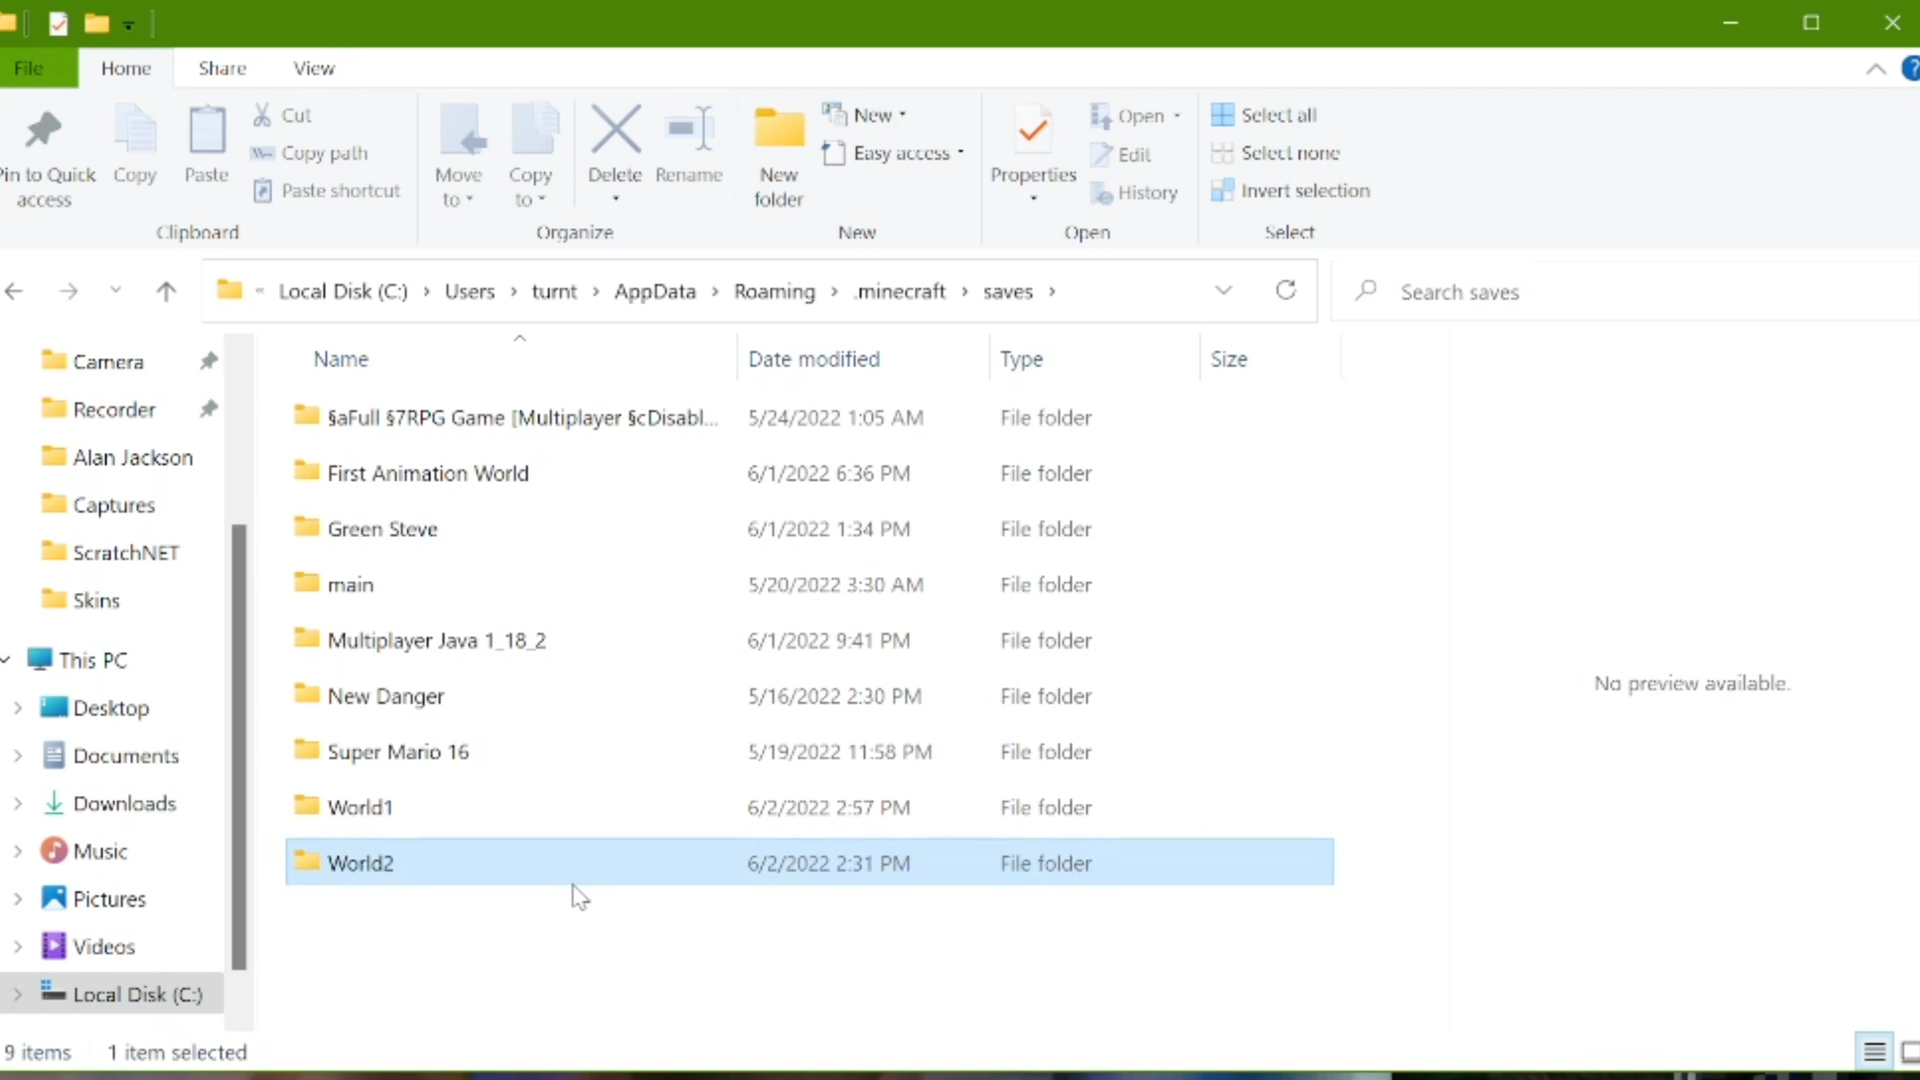 File Home Share View
Pin to Quick access
Copy
Paste
Cut
Copy path
Paste shortcut
Clipboard
Move to
Copy to
Delete
Rename
Organize
New folder
New
Easy access
New
Properties
Open
Edit
History
Open
Select all
Select none
Invert selection
Select
« Local Disk (C:) › Users › turnt › AppData › Roaming › .minecraft › saves ›
Search saves
Camera
Recorder
Alan Jackson
Captures
ScratchNET
Skins
This PC
Desktop
Documents
Downloads
Music
Pictures
Videos
Local Disk (C:)
Name Date modified Type Size
§aFull §7RPG Game [Multiplayer §cDisabl... 5/24/2022 1:05 AM File folder
First Animation World 6/1/2022 6:36 PM File folder
Green Steve 6/1/2022 1:34 PM File folder
main 5/20/2022 3:30 AM File folder
Multiplayer Java 1_18_2 6/1/2022 9:41 PM File folder
New Danger 5/16/2022 2:30 PM File folder
Super Mario 16 5/19/2022 11:58 PM File folder
World1 6/2/2022 2:57 PM File folder
World2 6/2/2022 2:31 PM File folder
No preview available.
9 items 1 item selected